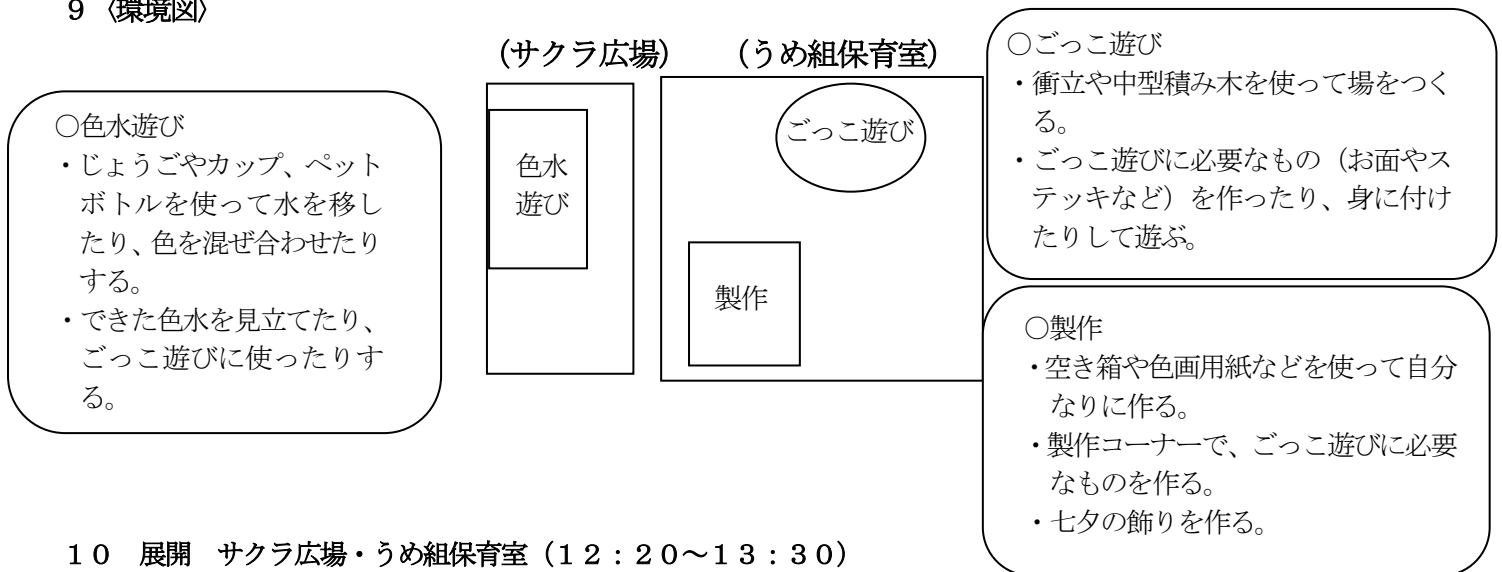 ９〈環境図〉
(サクラ広場)
(うめ組保育室)
○色水遊び
・じょうごやカップ、ペット
ボトルを使って水を移し
たり、色を混ぜ合わせたり
する。
・できた色水を見立てたり、
ごっこ遊びに使ったりす
る。
色水
遊び
ごっこ遊び
製作
○ごっこ遊び
・衝立や中型積み木を使って場をつく
る。
・ごっこ遊びに必要なもの（お面やス
テッキなど）を作ったり、身に付け
たりして遊ぶ。
○製作
・空き箱や色画用紙などを使って自分
なりに作る。
・製作コーナーで、ごっこ遊びに必要
なものを作る。
・七夕の飾りを作る。
１０　展開　サクラ広場・うめ組保育室（１２：２０～１３：３０）